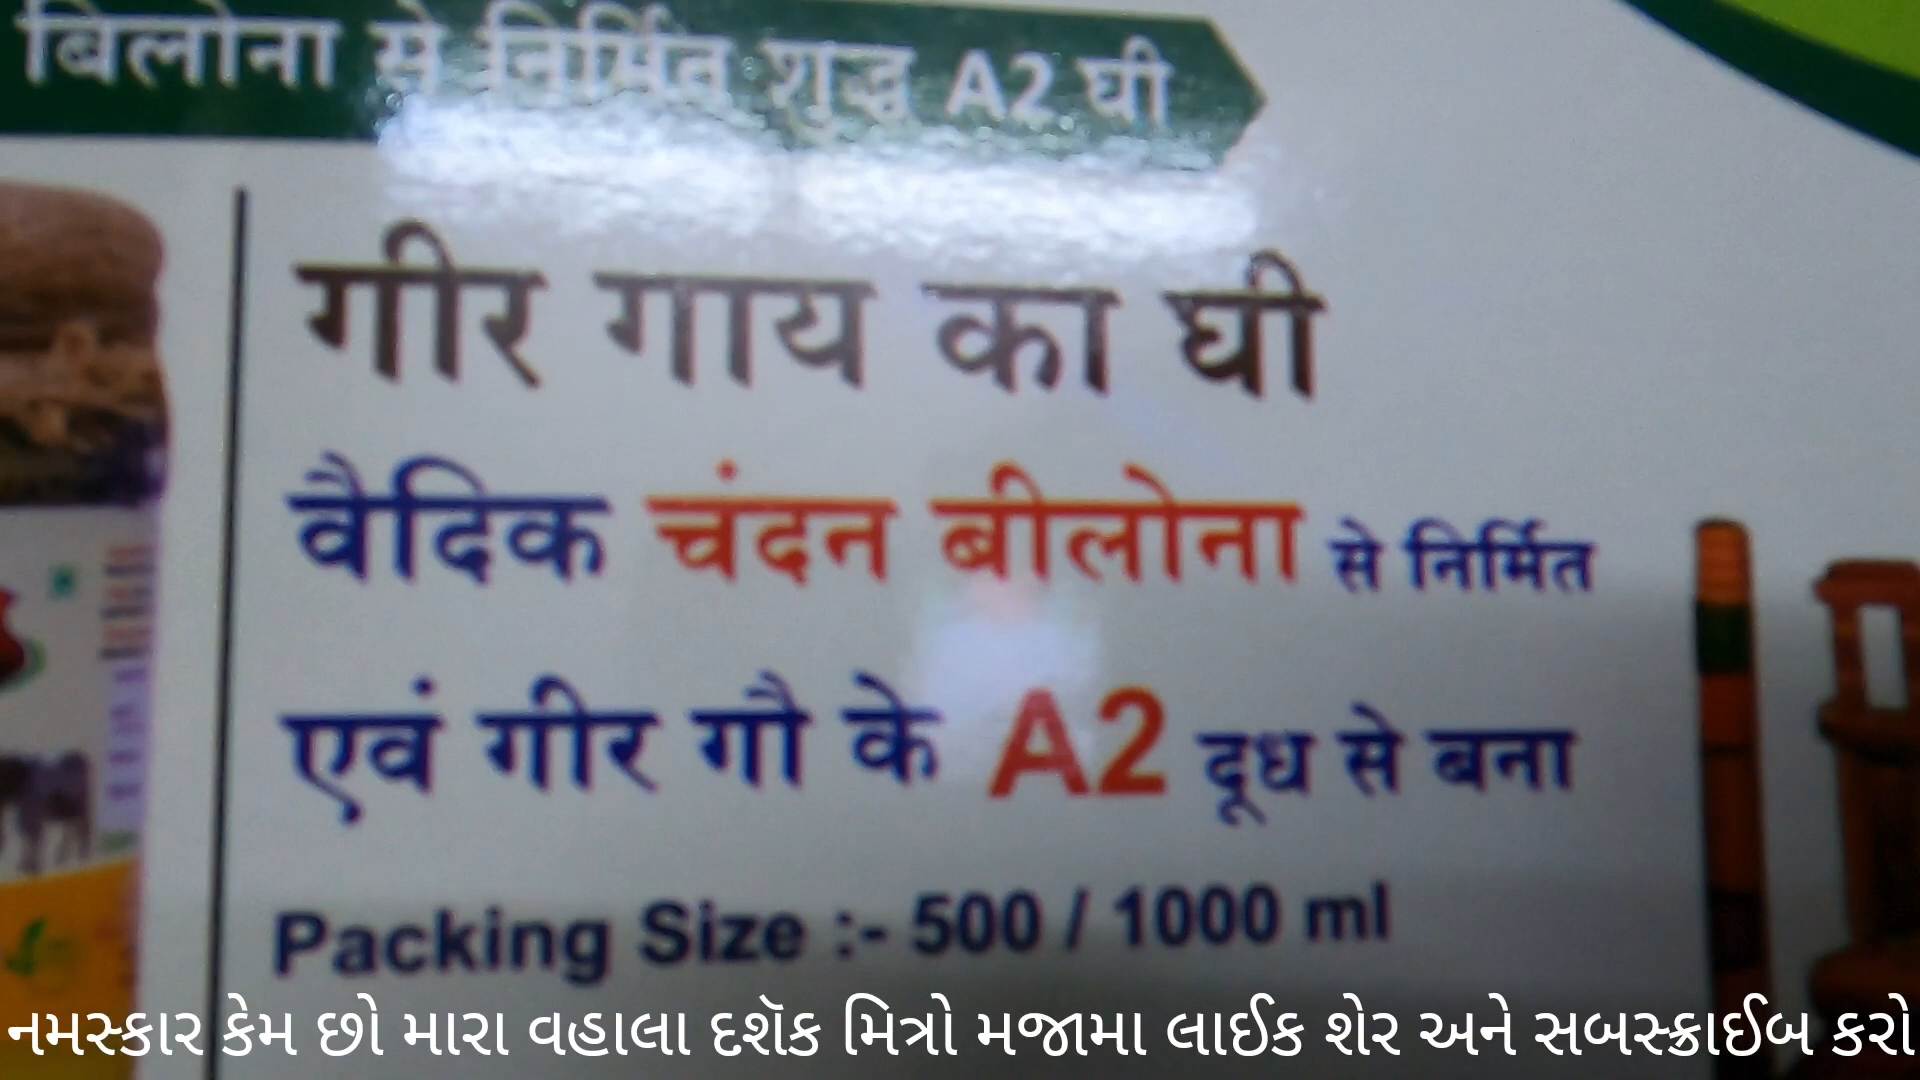 बिलोना से निर्मित शुद्ध A2 घी
गीर गाय का घी
वैदिक चंदन बीलोना से निर्मित
एवं गीर गौ के A2 दूध से बना
Packing Size :- 500 / 1000 ml
નમસ્કાર કેમ છો મારા વહાલા દર્શક મિત્રો મજામા લાઈક શેર અને સબસ્ક્રાઈબ કરો